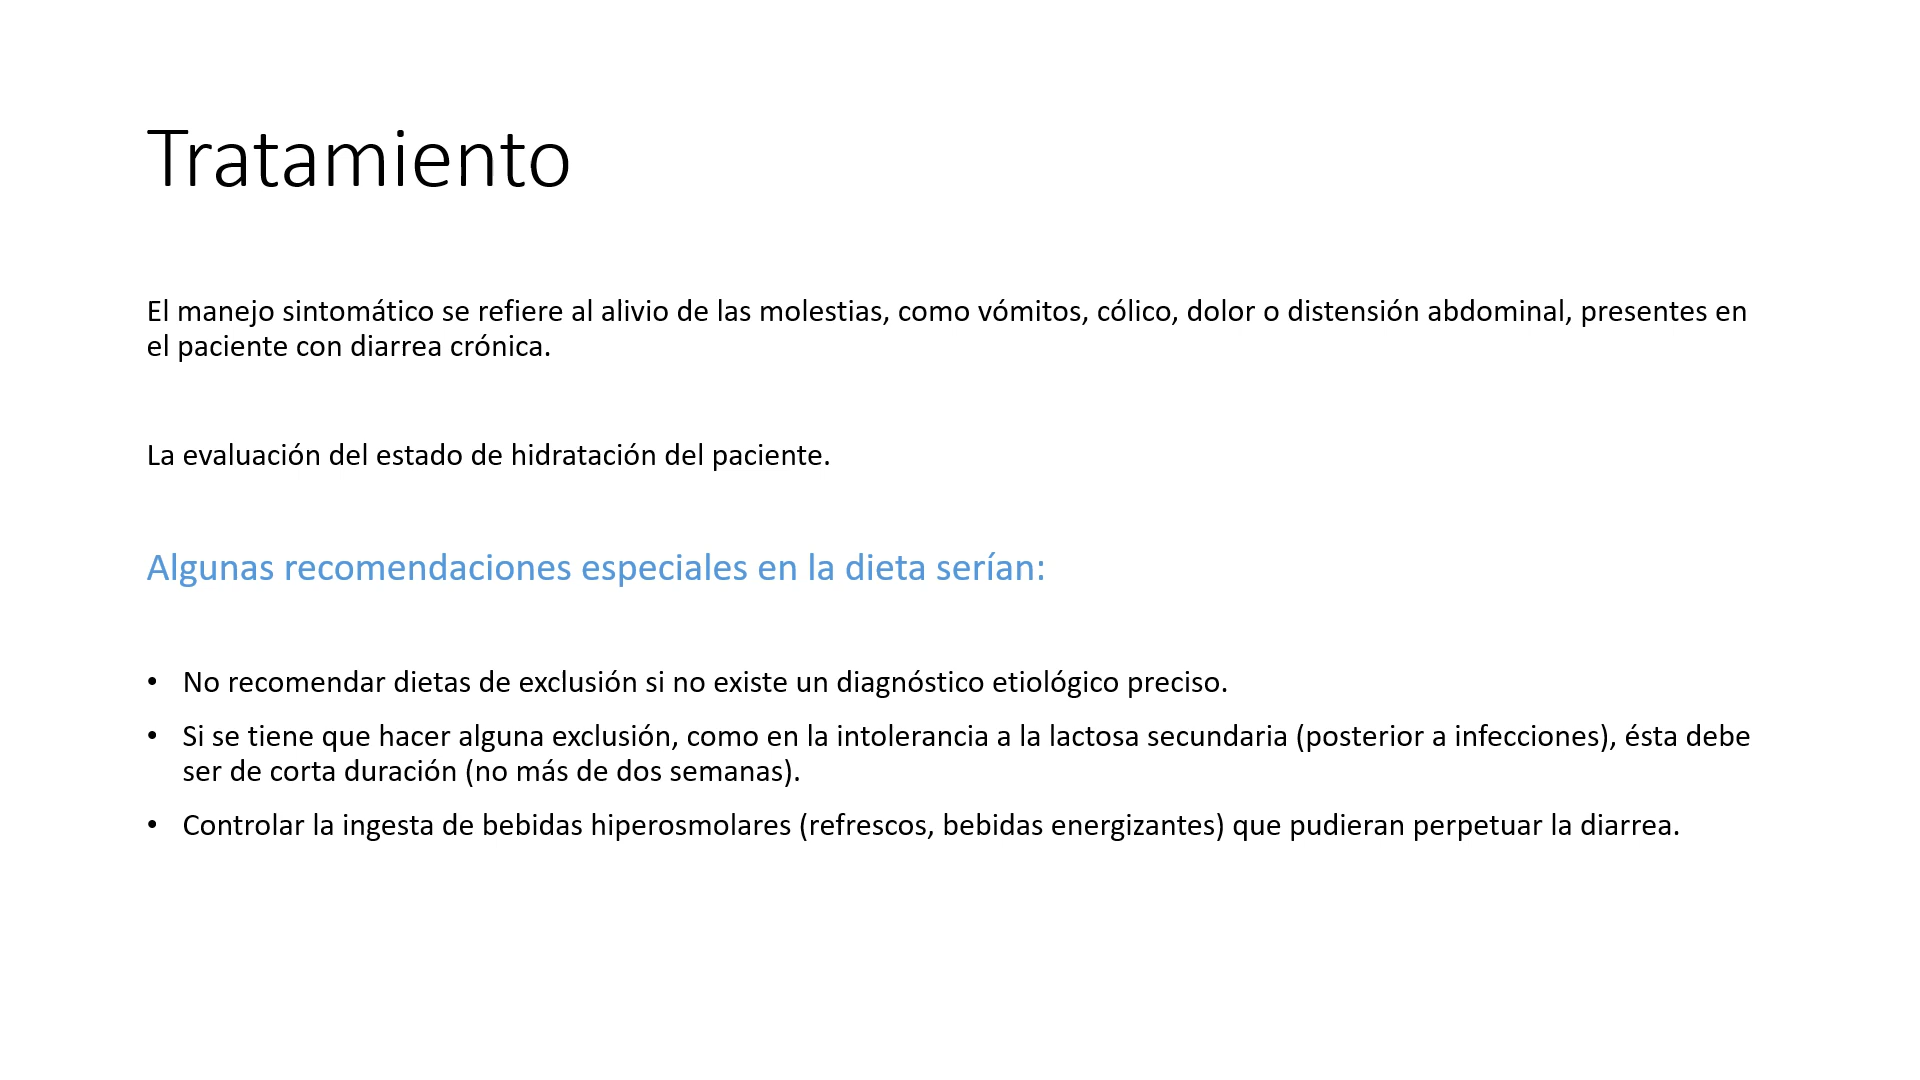 Tratamiento
El manejo sintomático se refiere al alivio de las molestias, como vómitos, cólico, dolor o distensión abdominal, presentes en
el paciente con diarrea crónica.
La evaluación del estado de hidratación del paciente.
Algunas recomendaciones especiales en la dieta serían:
• No recomendar dietas de exclusión si no existe un diagnóstico etiológico preciso.
• Si se tiene que hacer alguna exclusión, como en la intolerancia a la lactosa secundaria (posterior a infecciones), ésta debe
ser de corta duración (no más de dos semanas).
• Controlar la ingesta de bebidas hiperosmolares (refrescos, bebidas energizantes) que pudieran perpetuar la diarrea.